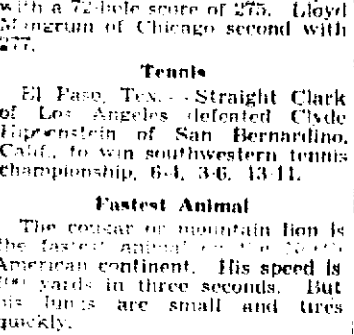 with a 72-hole score of 275. Lloyd
Mangrum of Chicago second with
277.
Tennis
El Paso, Tex.--Straight Clark
of Los Angeles defeated Clyde
of San Bernardino,
Calif., to win southwestern tennis
championship, 6-4, 3-6, 13-11.
Fastest Animal
The cougar or mountain lion is
the fastest animal on the North
American continent. His speed is
100 yards in three seconds. But
his lungs are small and tires
quickly.